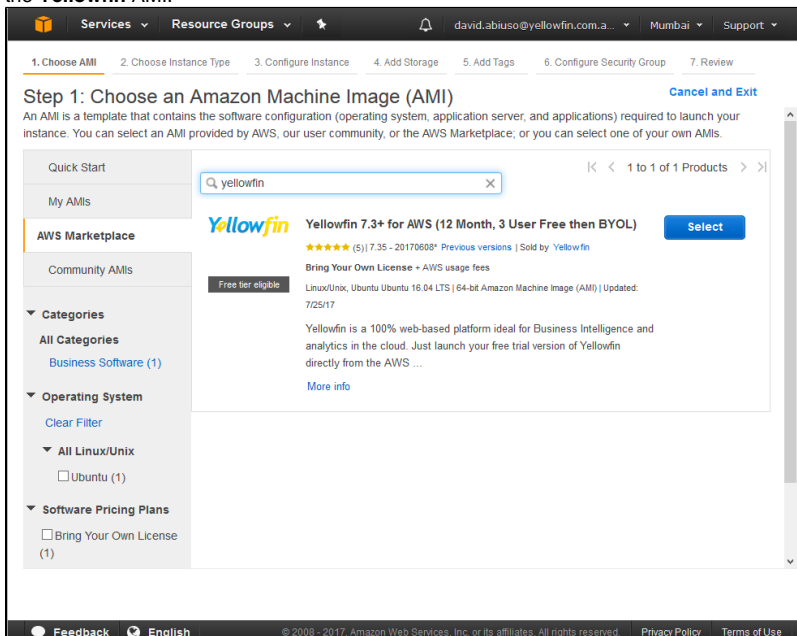 the Yellowfin AMI.
Services Resource Groups david.abiuso@yellowfin.com.a... Mumbai Support
1. Choose AMI 2. Choose Instance Type 3. Configure Instance 4. Add Storage 5. Add Tags 6. Configure Security Group 7. Review
Step 1: Choose an Amazon Machine Image (AMI)
Cancel and Exit
An AMI is a template that contains the software configuration (operating system, application server, and applications) required to launch your
instance. You can select an AMI provided by AWS, our user community, or the AWS Marketplace; or you can select one of your own AMIs.
Quick Start
My AMIs
AWS Marketplace
Community AMIs
Categories
All Categories
Business Software (1)
Operating System
Clear Filter
All Linux/Unix
Ubuntu (1)
Software Pricing Plans
Bring Your Own License
(1)
yellowfin
1 to 1 of 1 Products
Yellowfin
Free tier eligible
Yellowfin 7.3+ for AWS (12 Month, 3 User Free then BYOL)
Select
(5) | 7.35 - 20170608* Previous versions | Sold by Yellowfin
Bring Your Own License + AWS usage fees
Linux/Unix, Ubuntu Ubuntu 16.04 LTS | 64-bit Amazon Machine Image (AMI) | Updated:
7/25/17
Yellowfin is a 100% web-based platform ideal for Business Intelligence and
analytics in the cloud. Just launch your free trial version of Yellowfin
directly from the AWS ...
More info
Feedback English © 2008 - 2017, Amazon Web Services, Inc. or its affiliates. All rights reserved. Privacy Policy Terms of Use